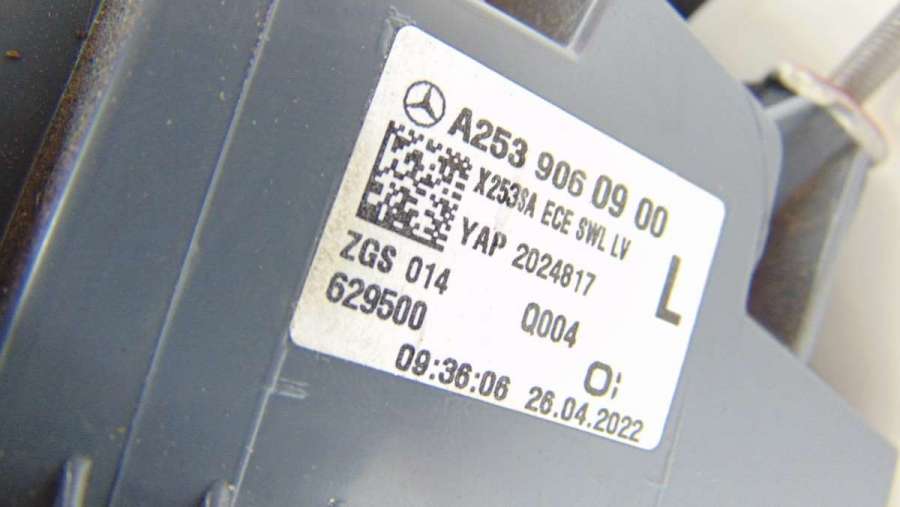 A253 906 09 00
X253SA ECE SWL LV
YAP 2024817
L
ZGS 014
629500
Q004
O;
09:36:06 26.04.2022